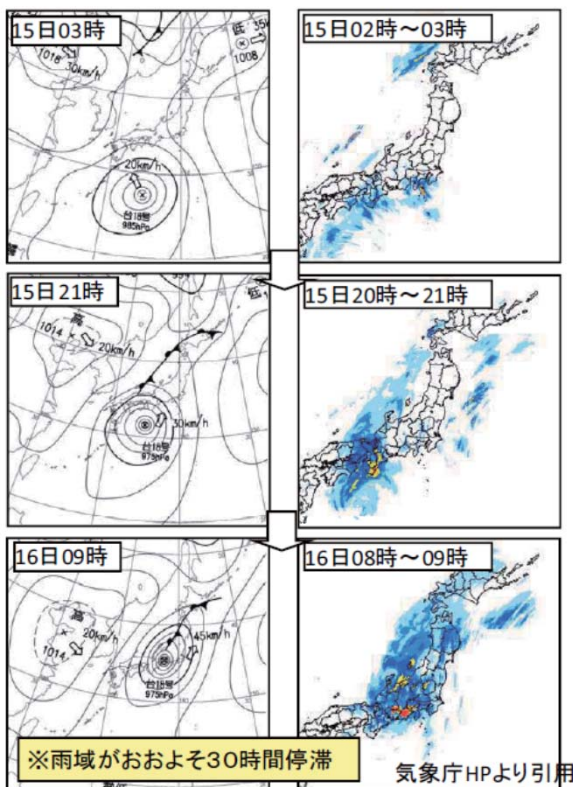 15日03時
15日02時～03時
低
1016
30km/h
1008
20km/h
台18号
985hPa
15日21時
15日20時～21時
低
高
1014
20km/h
30km/h
台18号
975hPa
16日09時
16日08時～09時
高
20km/h
1014
45km/h
台18号
975hPa
※雨域がおおよそ30時間停滞
気象庁HPより引用